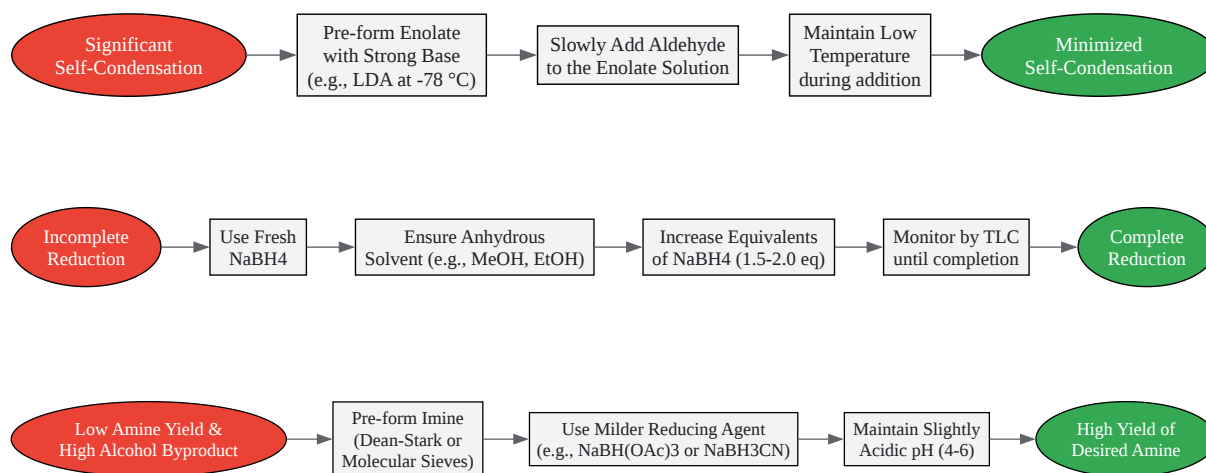 Significant
Self-Condensation
Pre-form Enolate
with Strong Base
(e.g., LDA at -78 °C)
Slowly Add Aldehyde
to the Enolate Solution
Maintain Low
Temperature
during addition
Minimized
Self-Condensation
Incomplete
Reduction
Use Fresh
NaBH4
Ensure Anhydrous
Solvent (e.g., MeOH, EtOH)
Increase Equivalents
of NaBH4 (1.5-2.0 eq)
Monitor by TLC
until completion
Complete
Reduction
Low Amine Yield &
High Alcohol Byproduct
Pre-form Imine
(Dean-Stark or
Molecular Sieves)
Use Milder Reducing Agent
(e.g., NaBH(OAc)3 or NaBH3CN)
Maintain Slightly
Acidic pH (4-6)
High Yield of
Desired Amine